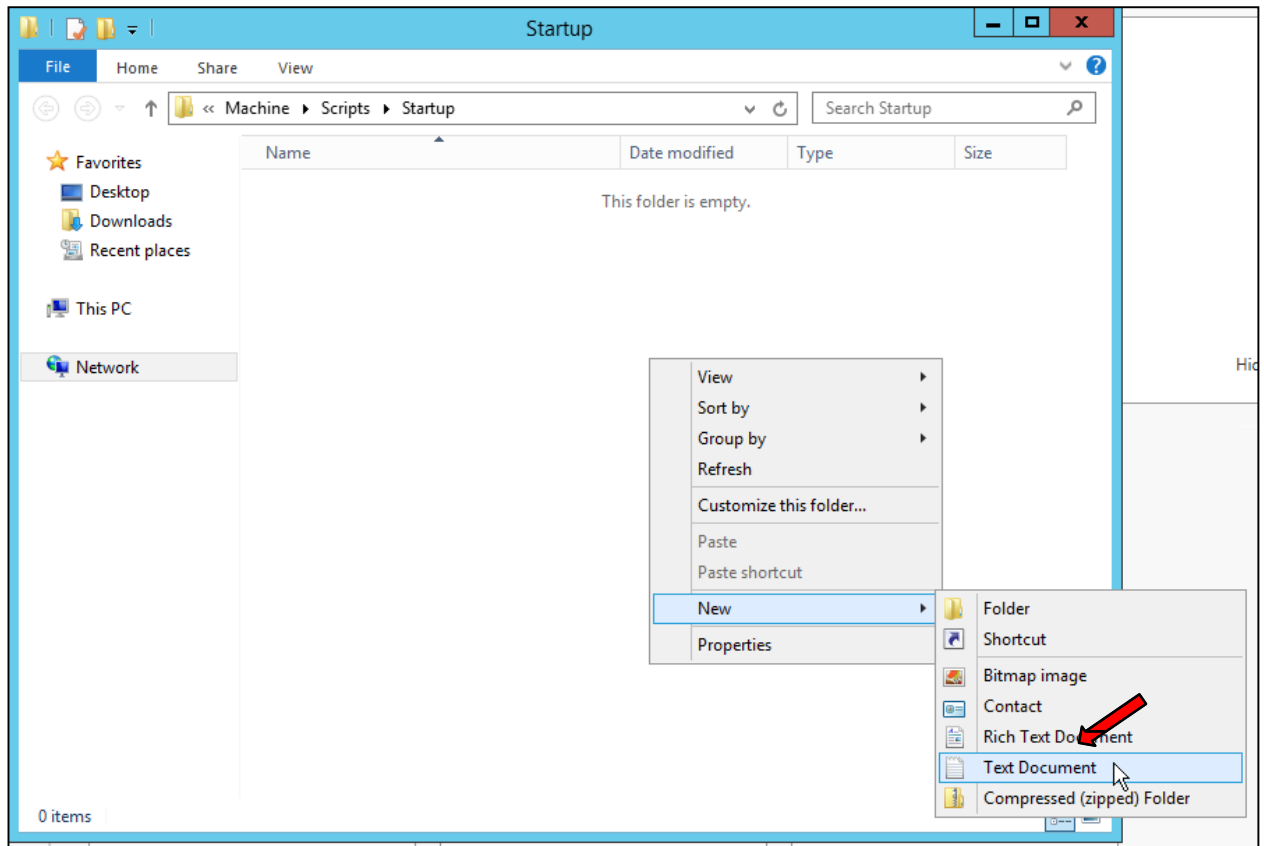 Startup
File Home Share View
« Machine Scripts Startup Search Startup
Name Date modified Type Size
This folder is empty.
Favorites
Desktop
Downloads
Recent places
This PC
Network
Hid
View
Sort by
Group by
Refresh
Customize this folder...
Paste
Paste shortcut
New
Properties
Folder
Shortcut
Bitmap image
Contact
Rich Text Document
Text Document
Compressed (zipped) Folder
0 items